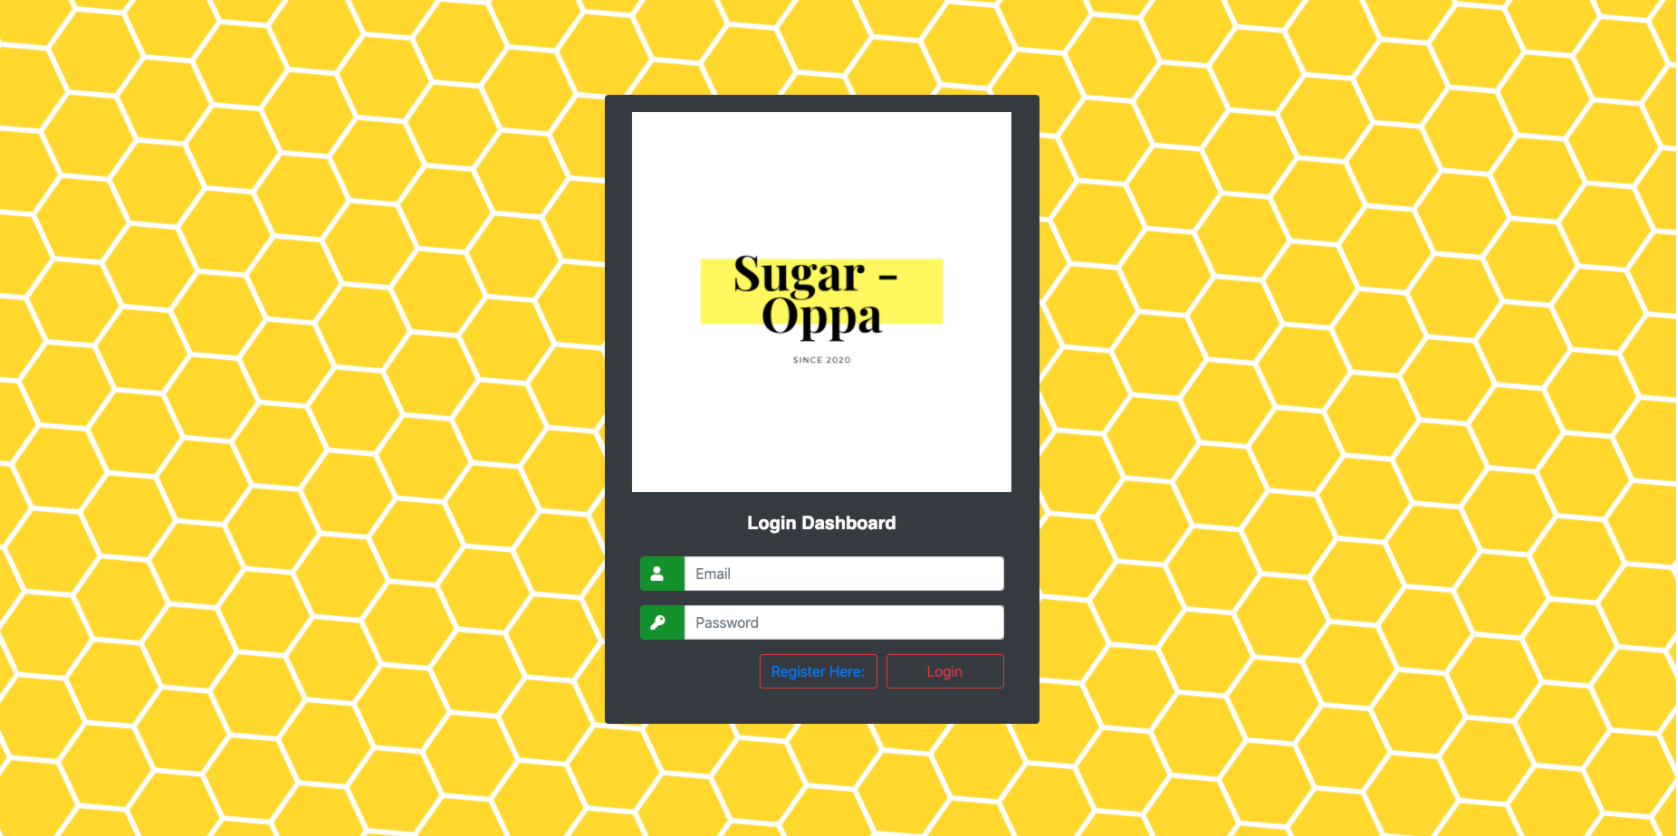 Sugar -
Oppa
SINCE 2020
Login Dashboard
Email
Password
Register Here:
Login